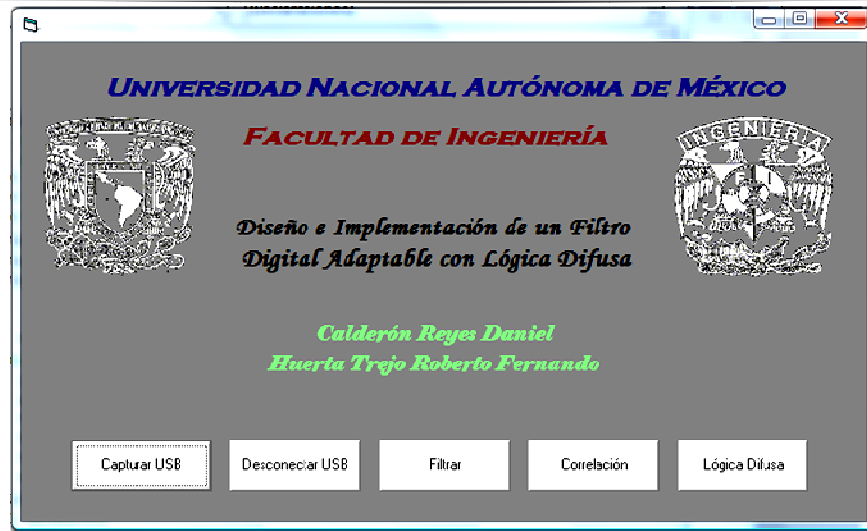 Universidad Nacional Autónoma de México
Facultad de Ingeniería
INGENIERIA
Diseño e Implementación de un Filtro
Digital Adaptable con Lógica Difusa
Calderón Reyes Daniel
Huerta Trejo Roberto Fernando
Capturar USB
Desconectar USB
Filtrar
Correlación
Lógica Difusa